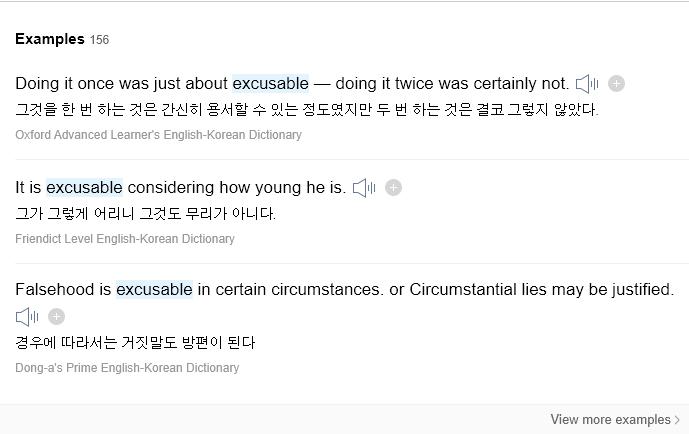 Examples 156
Doing it once was just about excusable — doing it twice was certainly not.
그것을 한 번 하는 것은 간신히 용서할 수 있는 정도였지만 두 번 하는 것은 결코 그렇지 않았다.
Oxford Advanced Learner's English-Korean Dictionary
It is excusable considering how young he is.
그가 그렇게 어리니 그것도 무리가 아니다.
Friendict Level English-Korean Dictionary
Falsehood is excusable in certain circumstances. or Circumstantial lies may be justified.
경우에 따라서는 거짓말도 방편이 된다
Dong-a's Prime English-Korean Dictionary
View more examples